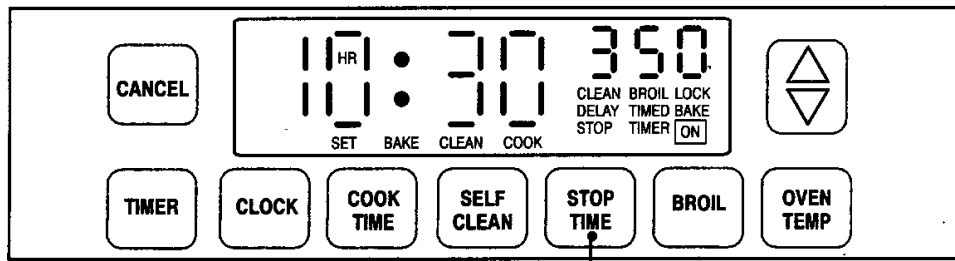 CANCEL
HR
10:30
350
CLEAN BROIL LOCK
DELAY TIMED BAKE
STOP TIMER ON
SET BAKE CLEAN COOK
TIMER
CLOCK
COOK
TIME
SELF
CLEAN
STOP
TIME
BROIL
OVEN
TEMP